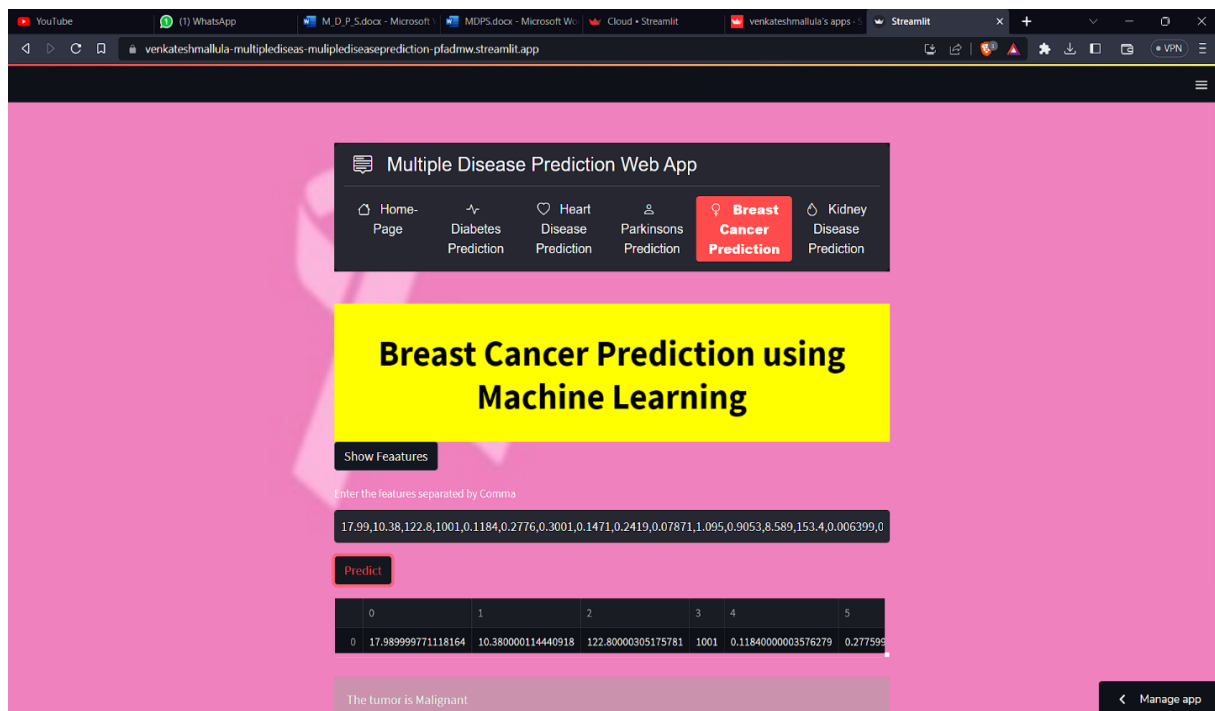 YouTube
(1) WhatsApp
M_D_P_S.docx - Microsoft
MDPS.docx - Microsoft Wo
Cloud • Streamlit
venkateshmallula's apps · S
Streamlit
venkateshmallula-multiplediseas-muliplediseaseprediction-pfadmw.streamlit.app
VPN
Multiple Disease Prediction Web App
Home-
Page
Diabetes
Prediction
Heart
Disease
Prediction
Parkinsons
Prediction
Breast
Cancer
Prediction
Kidney
Disease
Prediction
Breast Cancer Prediction using
Machine Learning
Show Feaatures
Enter the features separated by Comma
17.99,10.38,122.8,1001,0.1184,0.2776,0.3001,0.1471,0.2419,0.07871,1.095,0.9053,8.589,153.4,0.006399,0
Predict
0 1 2 3 4 5
0 17.989999771118164 10.380000114440918 122.80000305175781 1001 0.11840000003576279 0.277599
The tumor is Malignant
Manage app